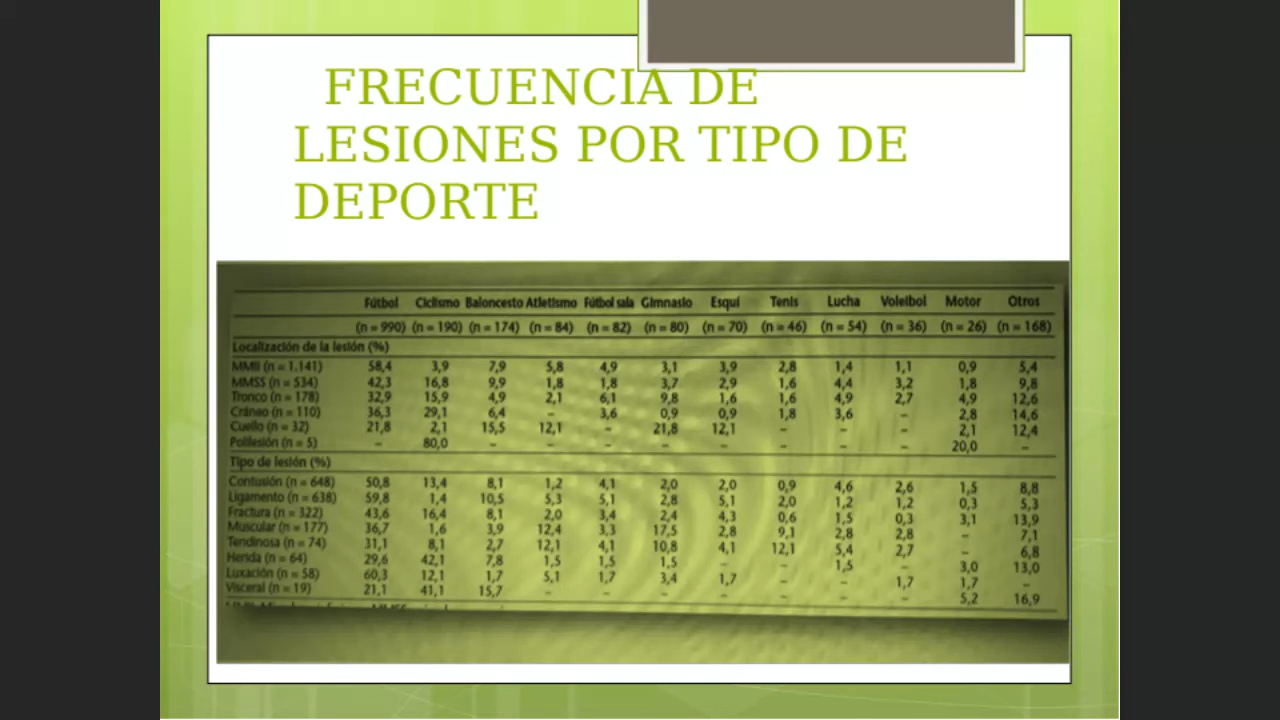 FRECUENCIA DE
LESIONES POR TIPO DE
DEPORTE
Fútbol Ciclismo Baloncesto Atletismo Fútbol sala Gimnasio Esquí Tenis Lucha Voleibol Motor Otros
(n = 990) (n = 190) (n = 174) (n = 84) (n = 82) (n = 80) (n = 70) (n = 46) (n = 54) (n = 36) (n = 26) (n = 168)
Localización de la lesión (%)
MMII (n = 1.141) 58,4 3,9 7,9 5,8 4,9 3,1 3,9 2,8 1,4 1,1 0,9 5,4
MMSS (n = 534) 42,3 16,8 9,9 1,8 1,8 3,7 2,9 1,6 4,4 3,2 1,8 9,8
Tronco (n = 178) 32,9 15,9 4,9 2,1 6,1 9,8 1,6 1,6 4,9 2,7 4,9 12,6
Cráneo (n = 110) 36,3 29,1 6,4 – 3,6 0,9 0,9 1,8 3,6 – 2,8 14,6
Cuello (n = 32) 21,8 2,1 15,5 12,1 – 21,8 12,1 – – – 2,1 12,4
Polilesión (n = 5) – 80,0 – – – – – – – – 20,0 –
Tipo de lesión (%)
Contusión (n = 648) 50,8 13,4 8,1 1,2 4,1 2,0 2,0 0,9 4,6 2,6 1,5 8,8
Ligamento (n = 638) 59,8 1,4 10,5 5,3 5,1 2,8 5,1 2,0 1,2 1,2 0,3 5,3
Fractura (n = 322) 43,6 16,4 8,1 2,0 3,4 2,4 4,3 0,6 1,5 0,3 3,1 13,9
Muscular (n = 177) 36,7 1,6 3,9 12,4 3,3 17,5 2,8 9,1 2,8 2,8 – 7,1
Tendinosa (n = 74) 31,1 8,1 2,7 12,1 4,1 10,8 4,1 12,1 5,4 2,7 – 6,8
Herida (n = 64) 29,6 42,1 7,8 1,5 1,5 1,5 – – 1,5 – 3,0 13,0
Luxación (n = 58) 60,3 12,1 1,7 5,1 1,7 3,4 1,7 – – 1,7 1,7 –
Visceral (n = 19) 21,1 41,1 15,7 – – – – – – – 5,2 16,9